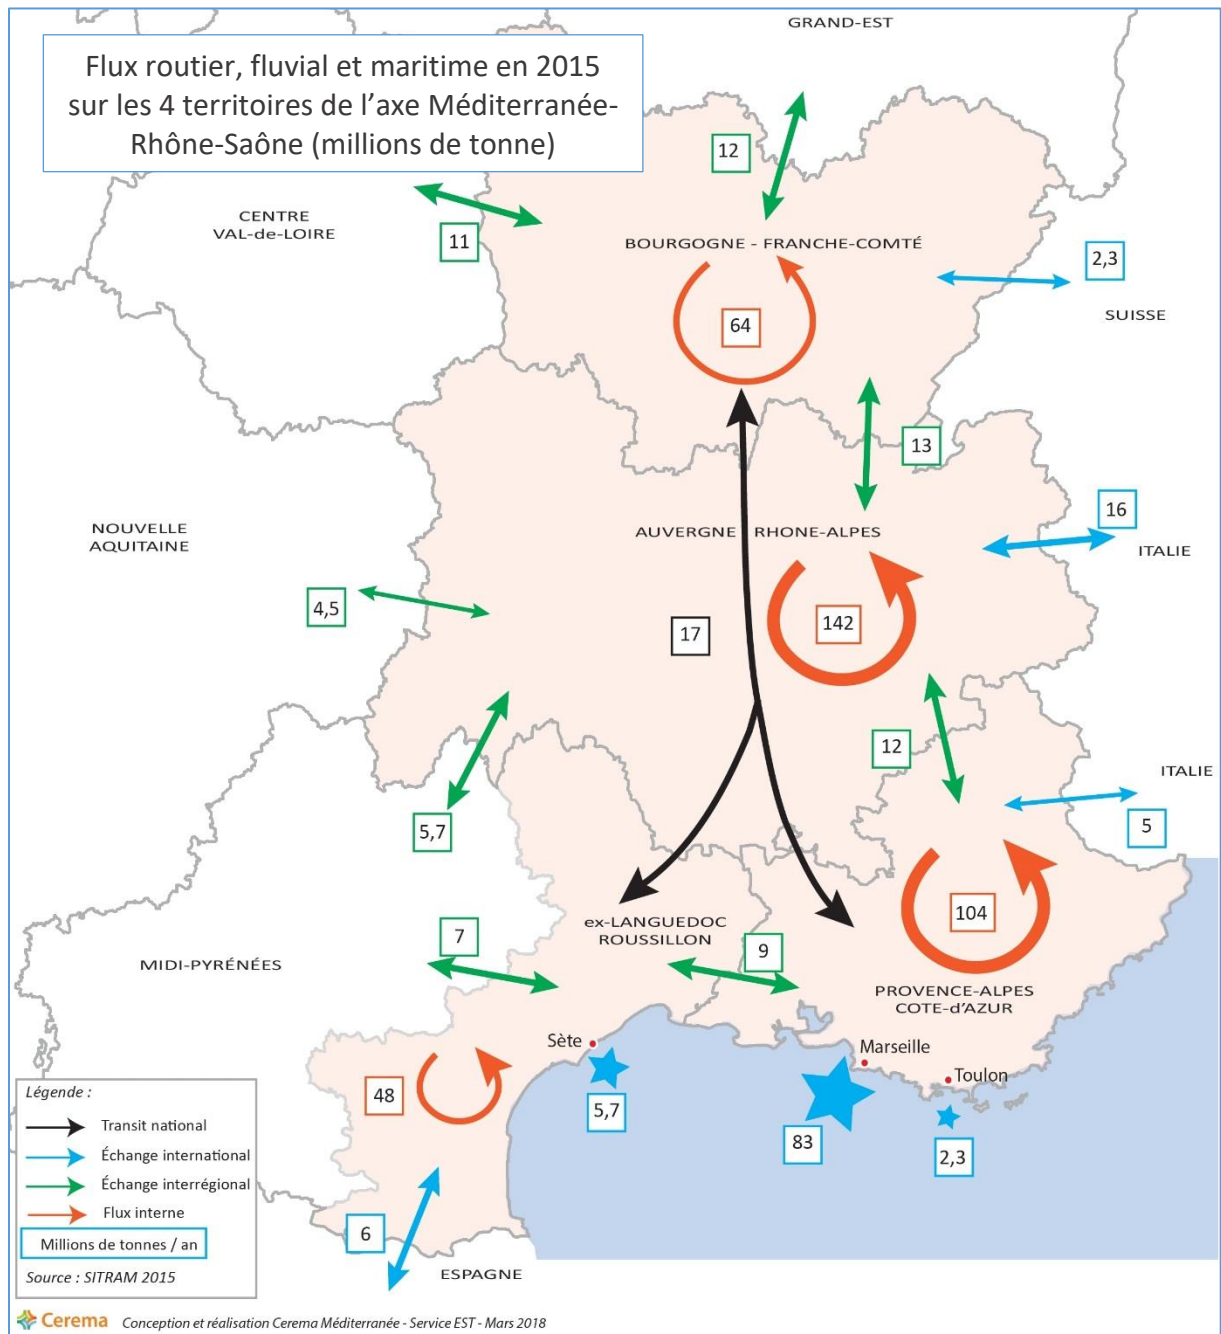 GRAND-EST
Flux routier, fluvial et maritime en 2015
sur les 4 territoires de l’axe Méditerranée-
Rhône-Saône (millions de tonne)
12
CENTRE
VAL-de-LOIRE
11
BOURGOGNE - FRANCHE-COMTÉ
2,3
SUISSE
64
13
NOUVELLE
AQUITAINE
AUVERGNE RHONE-ALPES
16
ITALIE
4,5
17
142
12
ITALIE
5,7
5
ex-LANGUEDOC
ROUSSILLON
104
7
9
MIDI-PYRÉNÉES
PROVENCE-ALPES
COTE-d’AZUR
Sète
Marseille
Toulon
48
5,7
83
2,3
6
ESPAGNE
Légende :
Transit national
Échange international
Échange interrégional
Flux interne
Millions de tonnes / an
Source : SITRAM 2015
Cerema Conception et réalisation Cerema Méditerranée - Service EST - Mars 2018